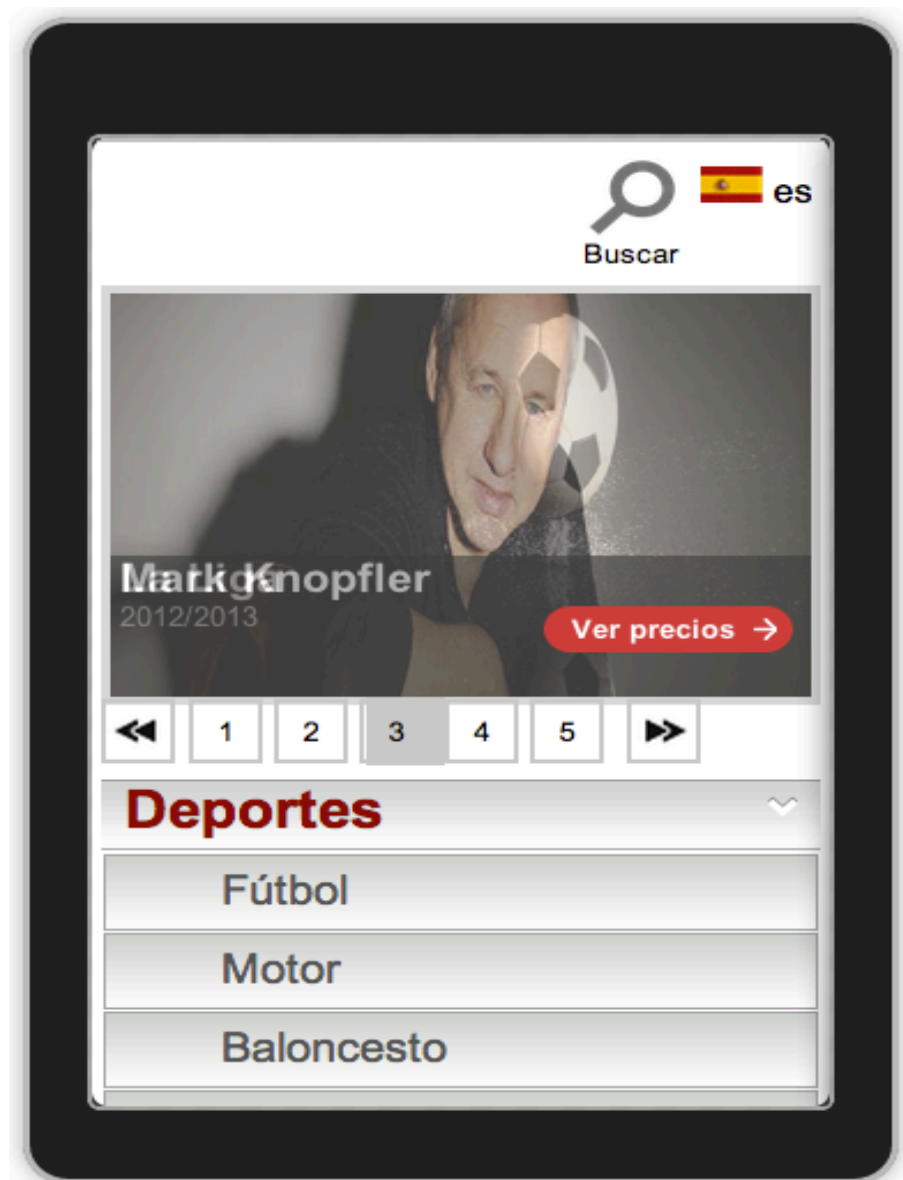 es
Buscar
Mark Knopfler
2012/2013
Ver precios
1 2 3 4 5
Deportes
Fútbol
Motor
Baloncesto